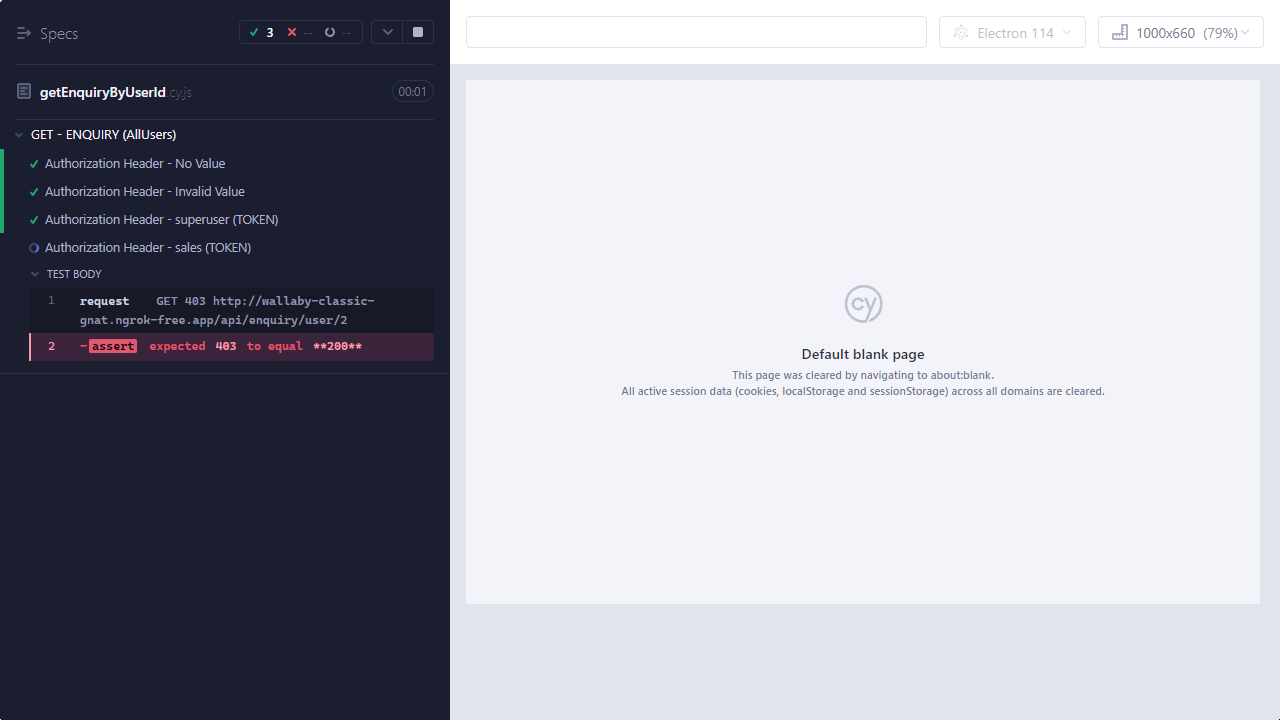 Specs
3 -- --
getEnquiryByUserId cy.js
00:01
GET - ENQUIRY (AllUsers)
Authorization Header - No Value
Authorization Header - Invalid Value
Authorization Header - superuser (TOKEN)
Authorization Header - sales (TOKEN)
TEST BODY
1 request GET 403 http://wallaby-classic-
gnat.ngrok-free.app/api/enquiry/user/2
2 -assert expected 403 to equal **200**
Electron 114
1000x660 (79%)
cy
Default blank page
This page was cleared by navigating to about:blank.
All active session data (cookies, localStorage and sessionStorage) across all domains are cleared.